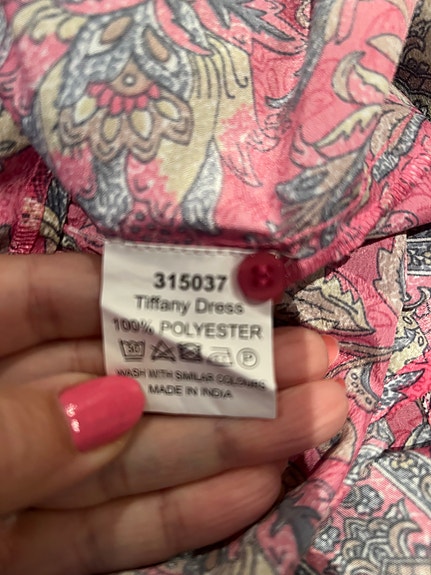 315037
Tiffany Dress
100% POLYESTER
WASH WITH SIMILAR COLOURS
MADE IN INDIA